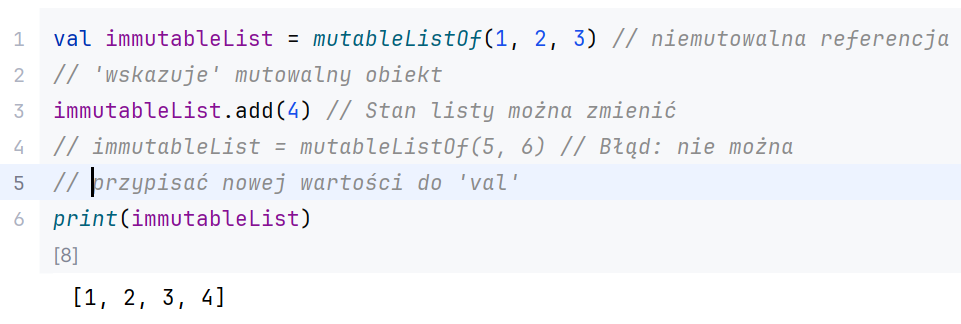 1 val immutableList = mutableListOf(1, 2, 3) // niemutowalna referencja
2 // 'wskazuje' mutowalny obiekt
3 immutableList.add(4) // Stan listy można zmienić
4 // immutableList = mutableListOf(5, 6) // Błąd: nie można
5 // przypisać nowej wartości do 'val'
6 print(immutableList)
[8]
[1, 2, 3, 4]